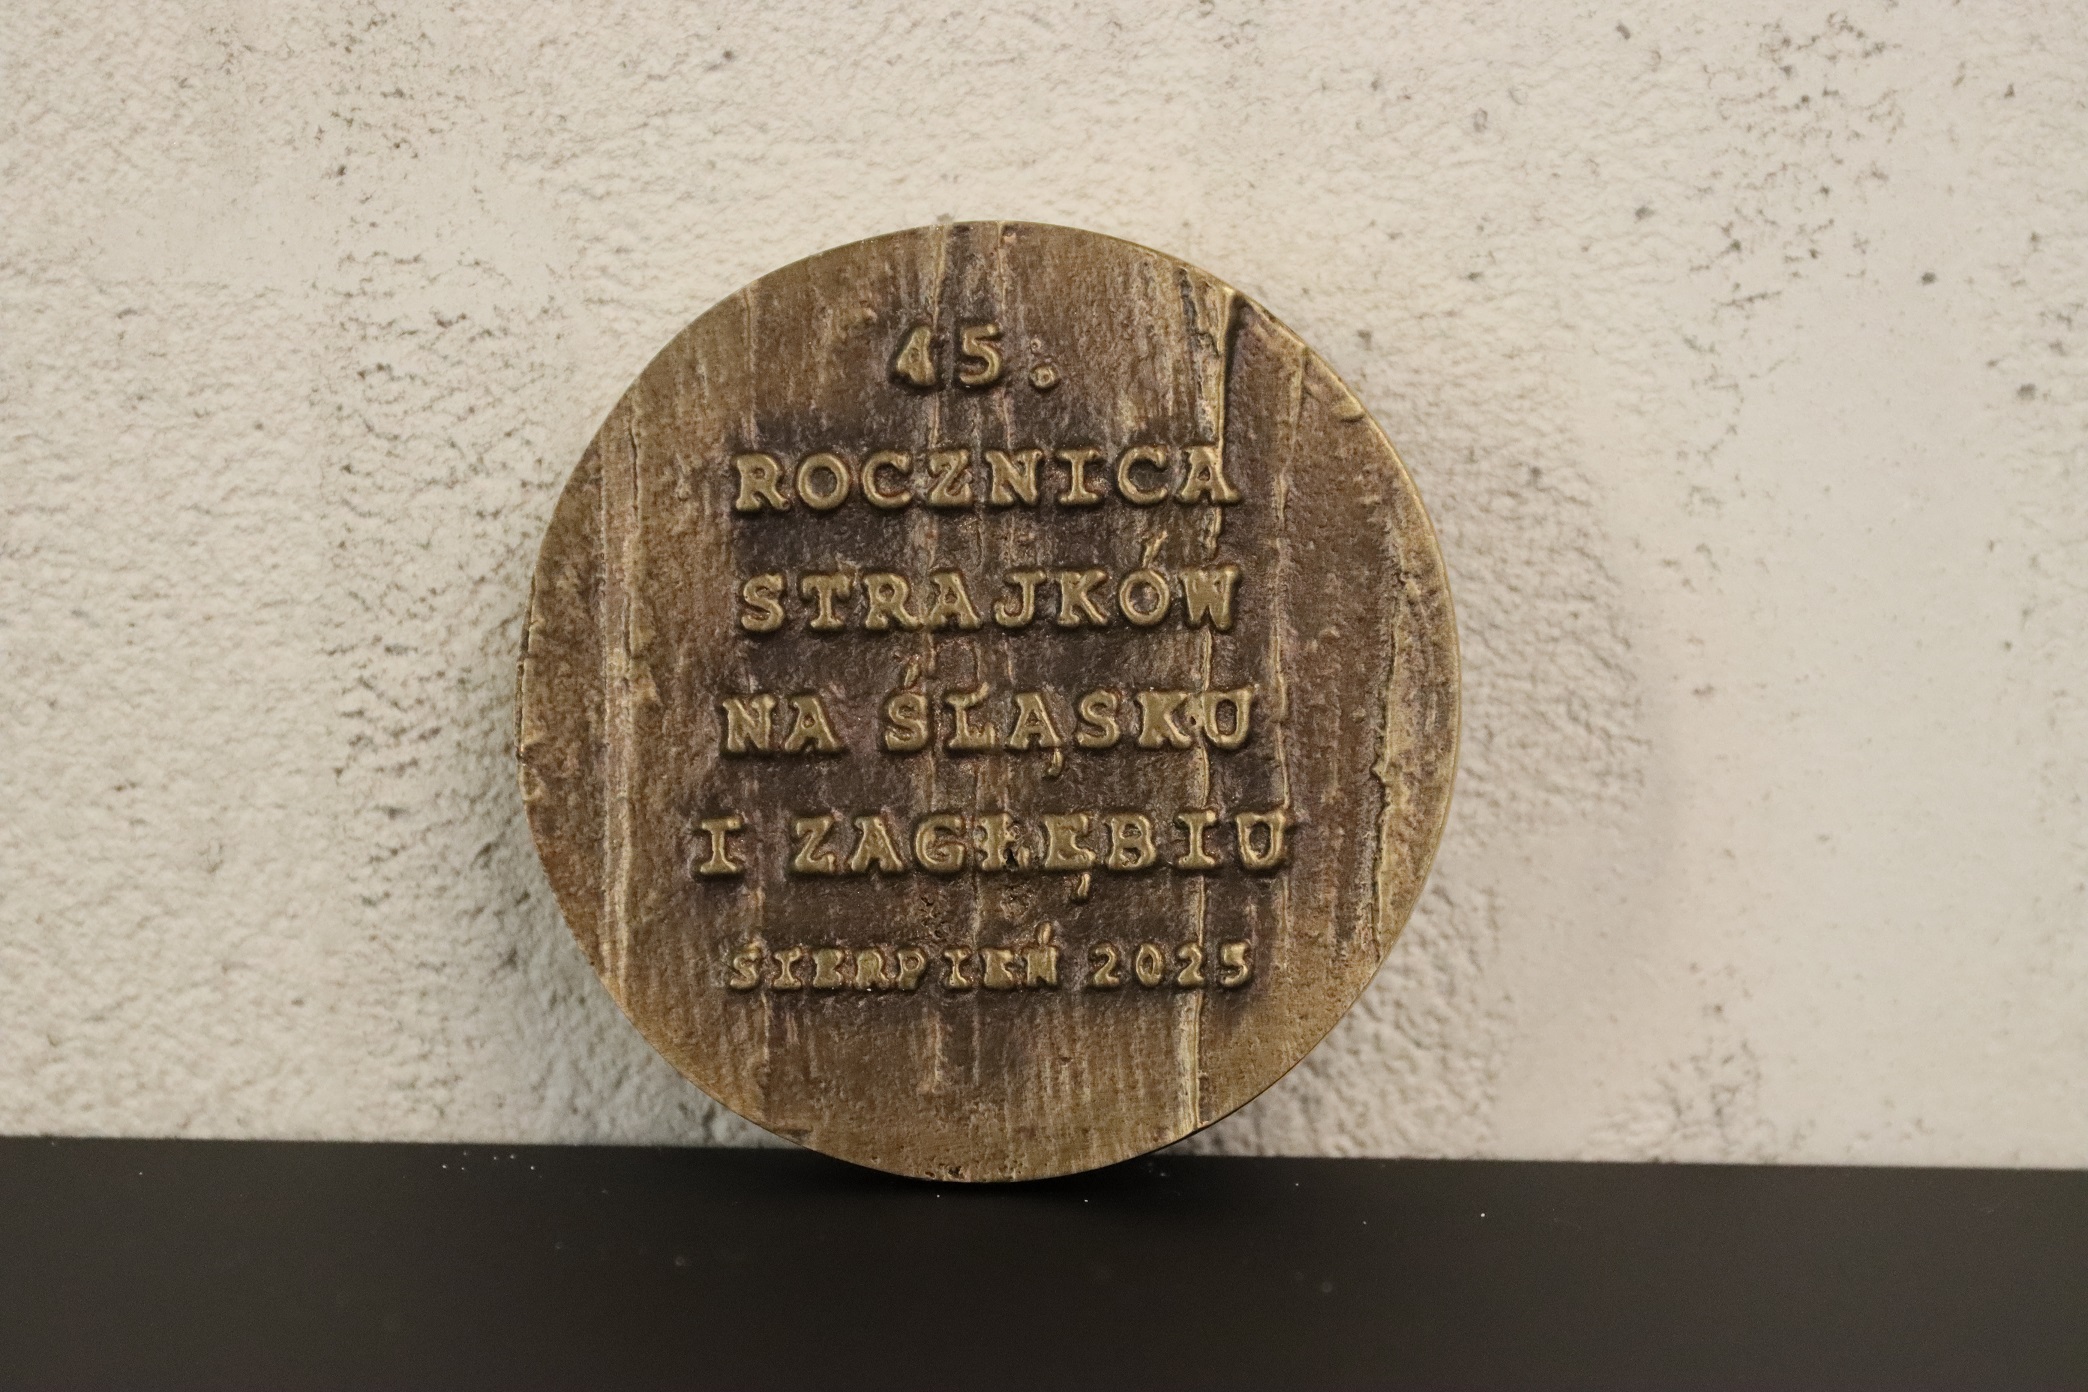 45.
ROCZNICA
STRAJKÓW
NA ŚLĄSKU
I ZAGŁĘBIU
SIERPIEŃ 2025